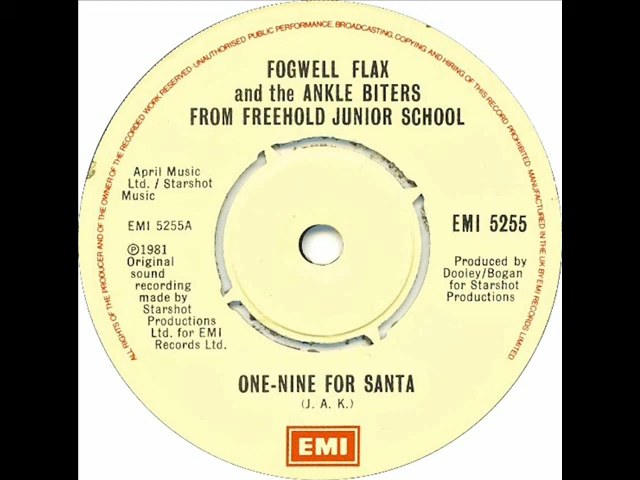 ALL RIGHTS OF THE PRODUCER AND OF THE OWNER OF THE RECORDED WORK RESERVED. UNAUTHORISED PUBLIC PERFORMANCE, BROADCASTING, COPYING AND HIRING OF THIS RECORD PROHIBITED. MANUFACTURED IN THE UK BY EMI RECORDS LIMITED
FOGWELL FLAX
and the ANKLE BITERS
FROM FREEHOLD JUNIOR SCHOOL
April Music
Ltd. / Starshot
Music
EMI 5255A
℗1981
Original
sound
recording
made by
Starshot
Productions
Ltd. for EMI
Records Ltd.
EMI 5255
Produced by
Dooley/Bogan
for Starshot
Productions
ONE-NINE FOR SANTA
(J. A. K.)
EMI